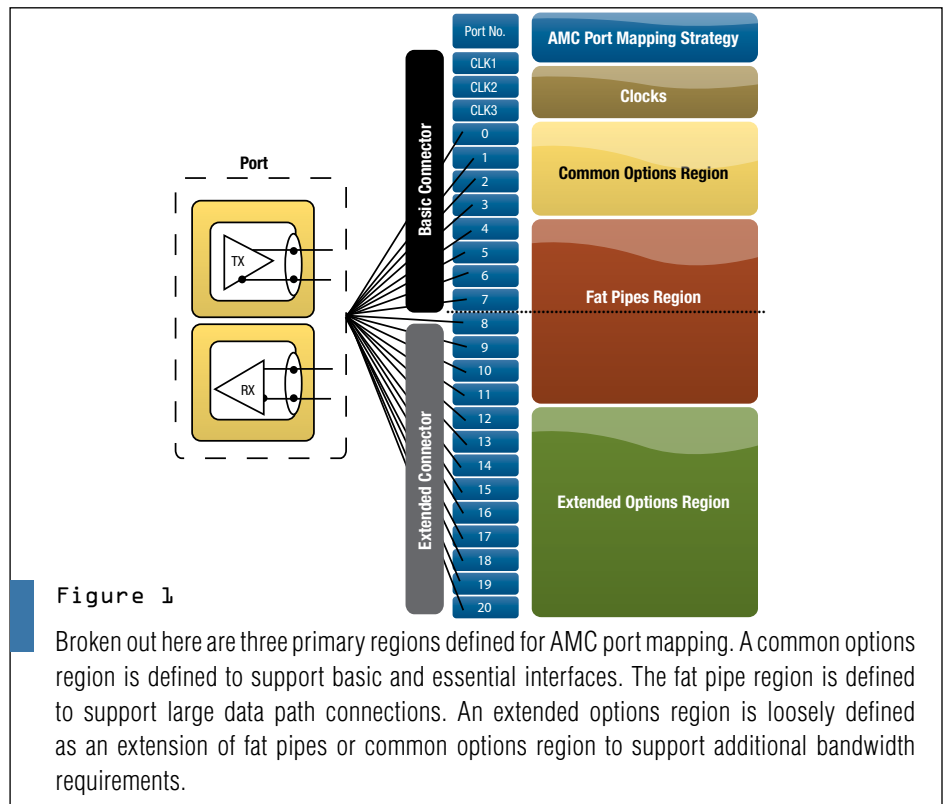 Port No.
AMC Port Mapping Strategy
CLK1
CLK2
CLK3
Clocks
Basic Connector
0
1
2
3
Common Options Region
4
5
6
7
8
9
10
11
Fat Pipes Region
Port
TX
RX
Extended Connector
12
13
14
15
16
17
18
19
20
Extended Options Region
Figure 1
Broken out here are three primary regions defined for AMC port mapping. A common options
region is defined to support basic and essential interfaces. The fat pipe region is defined
to support large data path connections. An extended options region is loosely defined
as an extension of fat pipes or common options region to support additional bandwidth
requirements.